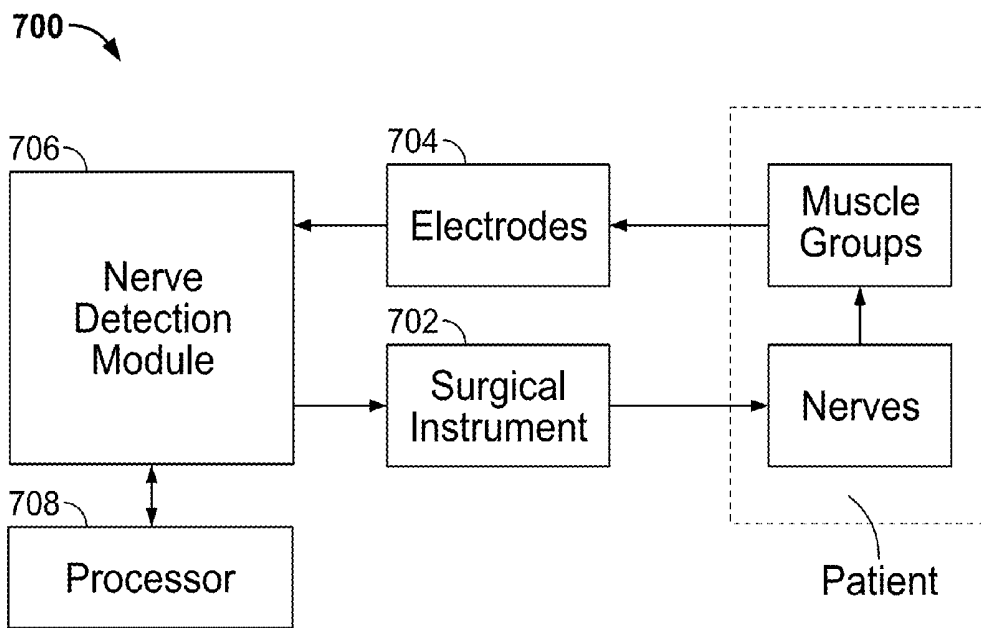 700
706
704
Muscle
Groups
Electrodes
Nerve
Detection
Module
702
Surgical
Instrument
Nerves
708
Processor
Patient